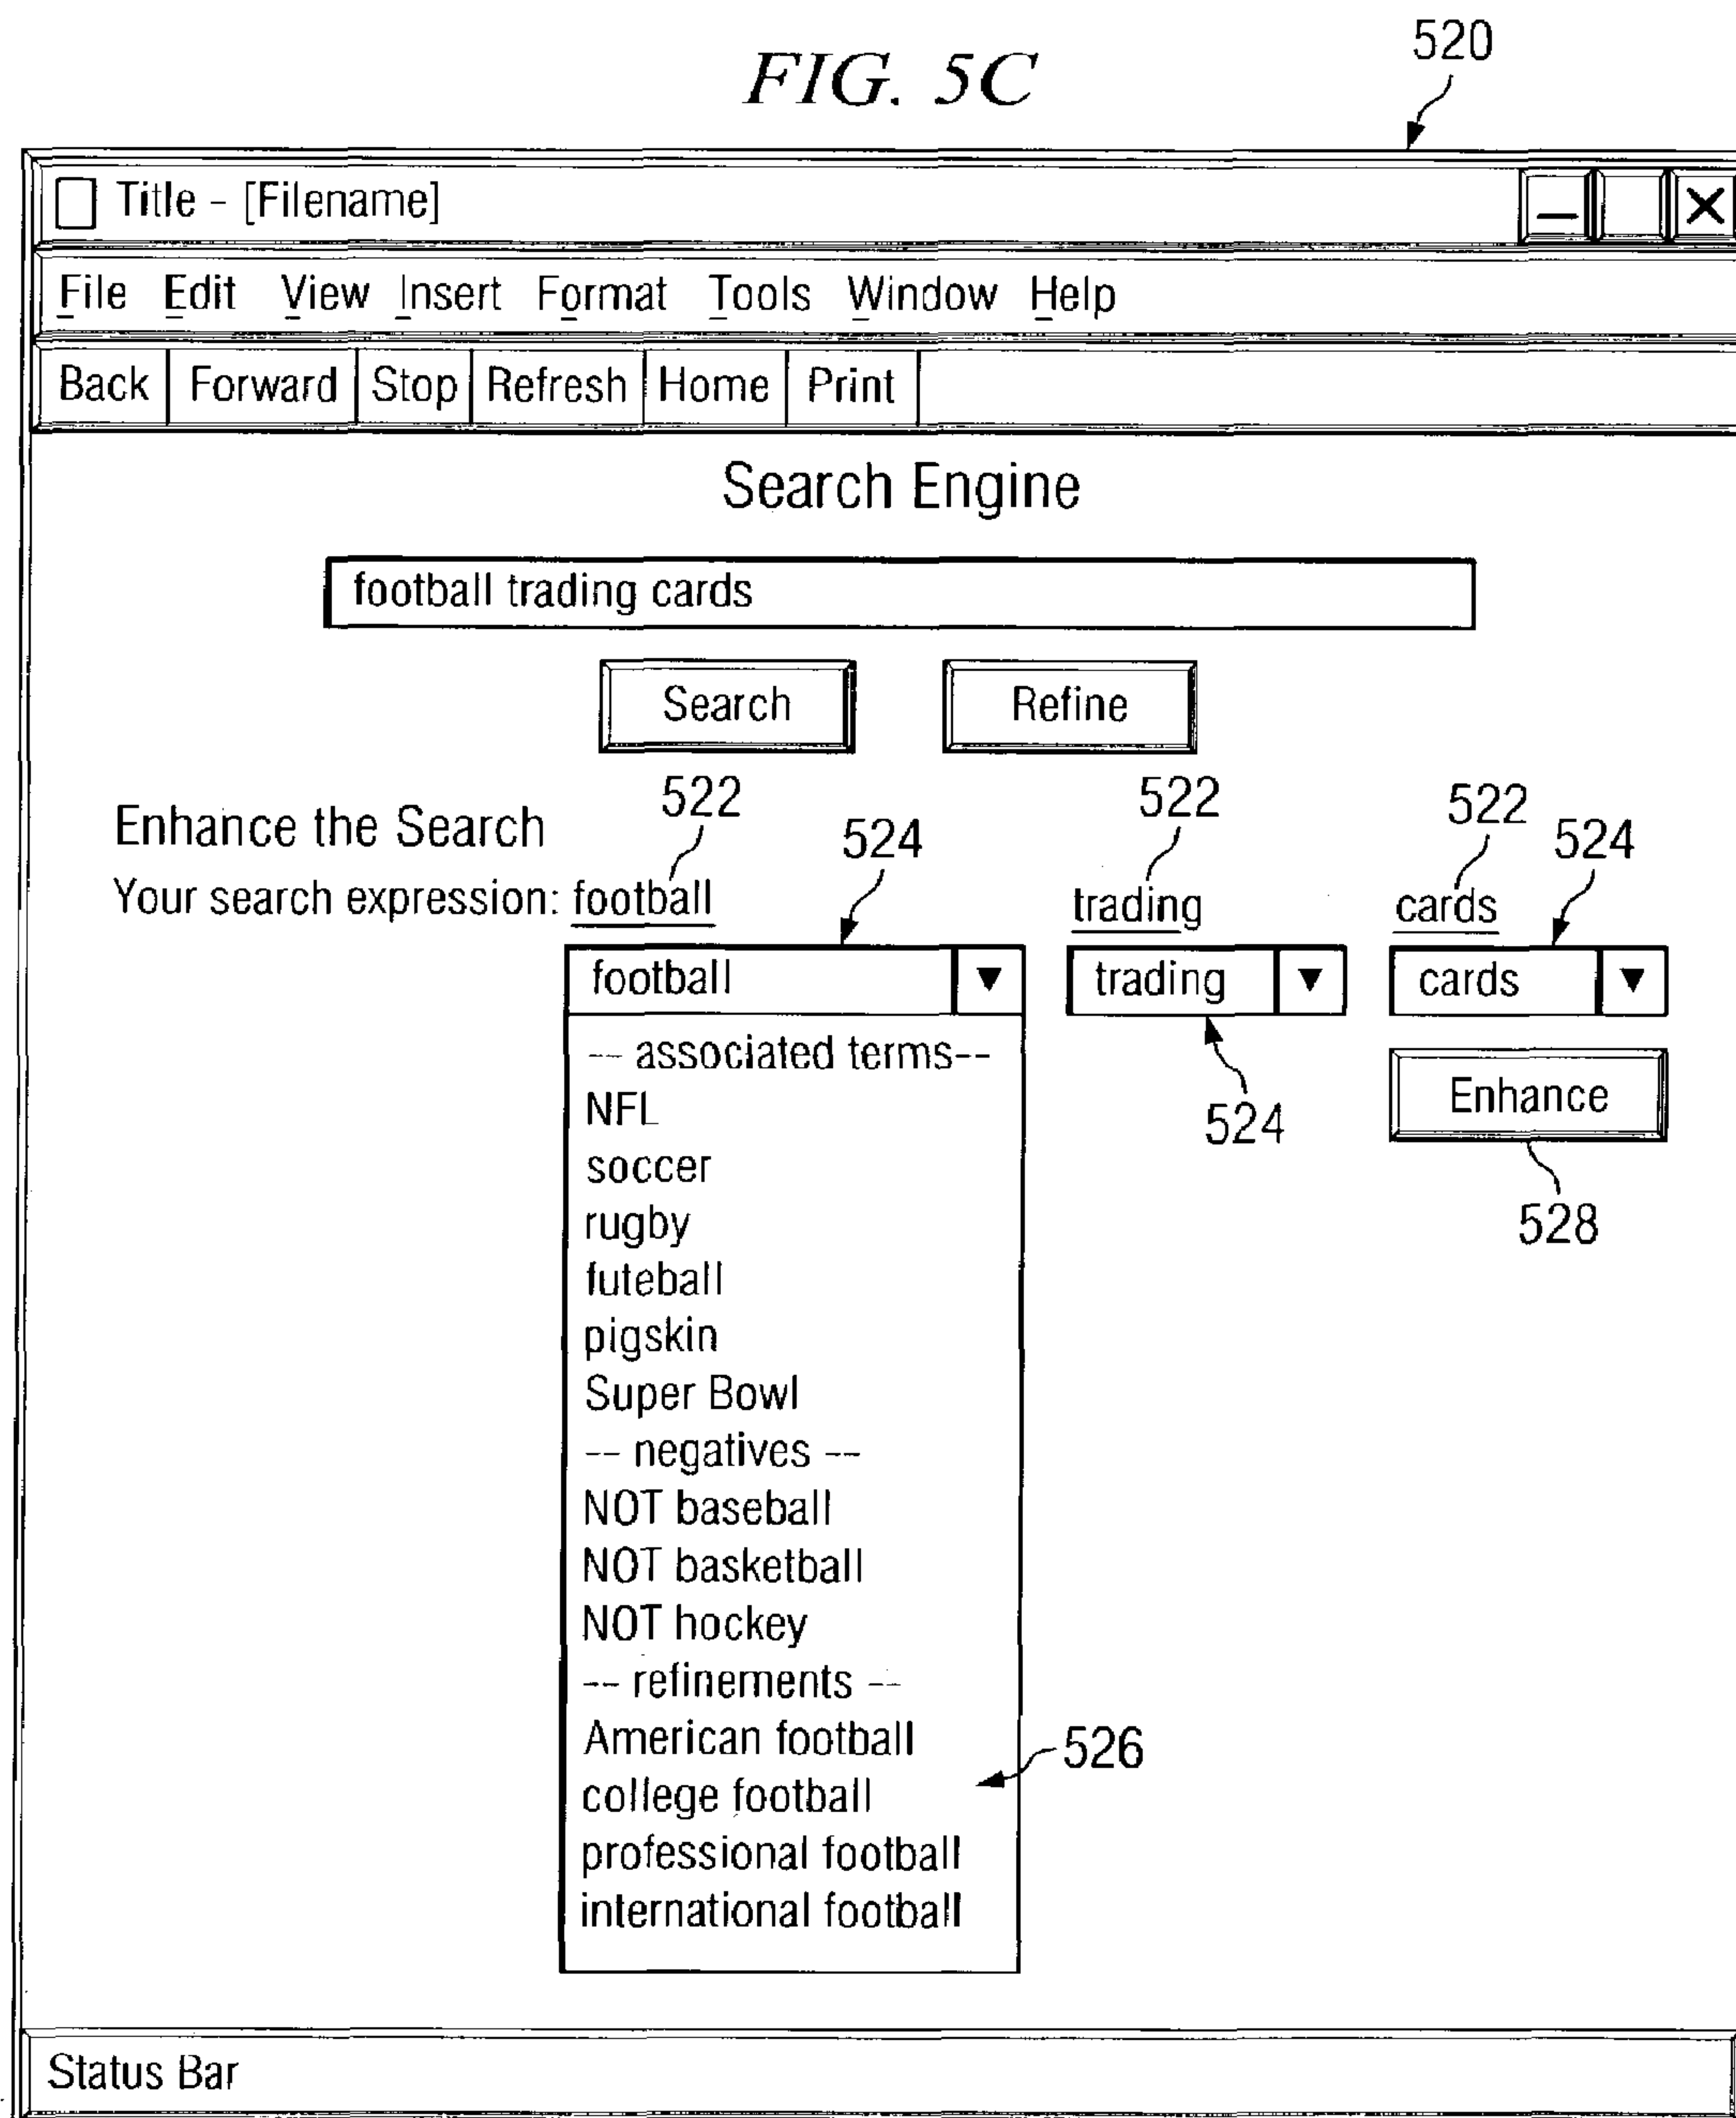 FIG. 5C
520
Title - [Filename]
File Edit View Insert Format Tools Window Help
Back Forward Stop Refresh Home Print
Search Engine
football trading cards
Search Refine
522 522 522
Enhance the Search 524 524
Your search expression: football trading cards
football ▼ trading ▼ cards ▼
-- associated terms--
NFL Enhance
524
soccer
rugby 528
futeball
pigskin
Super Bowl
-- negatives --
NOT baseball
NOT basketball
NOT hockey
-- refinements --
American football 526
college football
professional football
international football
Status Bar